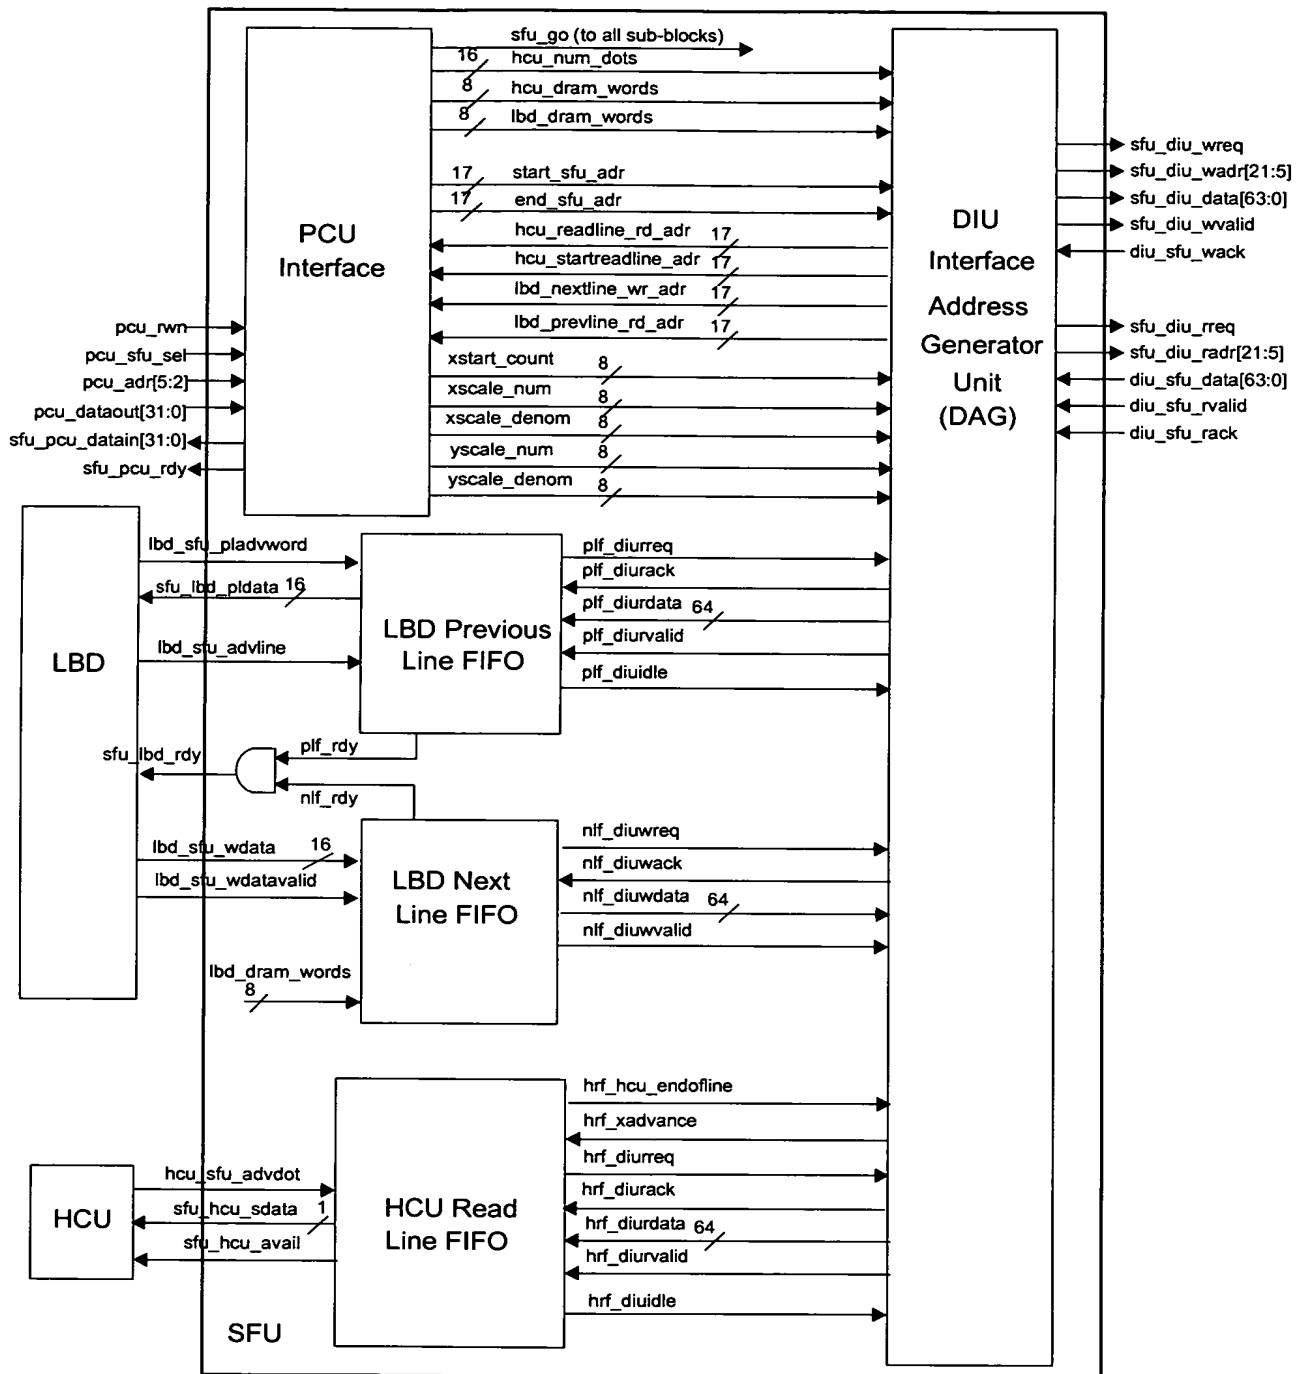 sfu_go (to all sub-blocks)
16 hcu_num_dots
8 hcu_dram_words
8 lbd_dram_words
17 start_sfu_adr
17 end_sfu_adr
hcu_readline_rd_adr 17
hcu_startreadline_adr 17
lbd_nextline_wr_adr 17
lbd_prevline_rd_adr 17
xstart_count 8
xscale_num 8
xscale_denom 8
yscale_num 8
yscale_denom 8
PCU
Interface
pcu_rwn
pcu_sfu_sel
pcu_adr[5:2]
pcu_dataout[31:0]
sfu_pcu_datain[31:0]
sfu_pcu_rdy
DIU
Interface
Address
Generator
Unit
(DAG)
sfu_diu_wreq
sfu_diu_wadr[21:5]
sfu_diu_data[63:0]
sfu_diu_wvalid
diu_sfu_wack
sfu_diu_rreq
sfu_diu_radr[21:5]
diu_sfu_data[63:0]
diu_sfu_rvalid
diu_sfu_rack
LBD
lbd_sfu_pladvword
sfu_lbd_pldata 16
lbd_sfu_advline
LBD Previous
Line FIFO
plf_diurreq
plf_diurack
plf_diurdata 64
plf_diurvalid
plf_diuidle
sfu_lbd_rdy
plf_rdy
nlf_rdy
lbd_sfu_wdata 16
lbd_sfu_wdatavalid
lbd_dram_words
8
LBD Next
Line FIFO
nlf_diuwreq
nlf_diuwack
nlf_diuwdata 64
nlf_diuwvalid
HCU
hcu_sfu_advdot
sfu_hcu_sdata 1
sfu_hcu_avail
HCU Read
Line FIFO
hrf_hcu_endofline
hrf_xadvance
hrf_diurreq
hrf_diurack
hrf_diurdata 64
hrf_diurvalid
hrf_diuidle
SFU